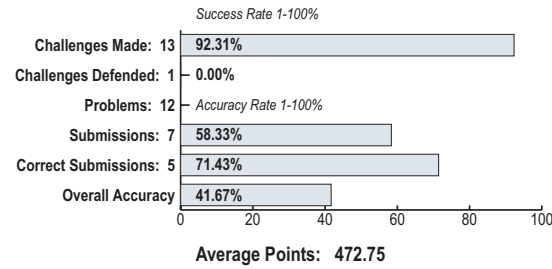 Success Rate 1-100%
Challenges Made: 13 92.31%
Challenges Defended: 1 0.00%
Problems: 12 Accuracy Rate 1-100%
Submissions: 7 58.33%
Correct Submissions: 5 71.43%
Overall Accuracy 41.67%
0 20 40 60 80 100
Average Points: 472.75